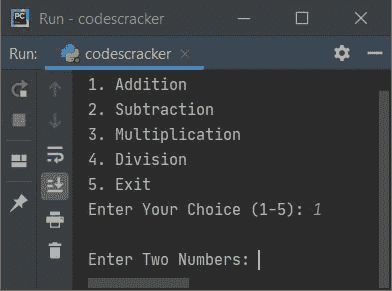 PC
Run - codescracker
Run: codescracker
1. Addition
2. Subtraction
3. Multiplication
4. Division
5. Exit
Enter Your Choice (1-5): 1
Enter Two Numbers: